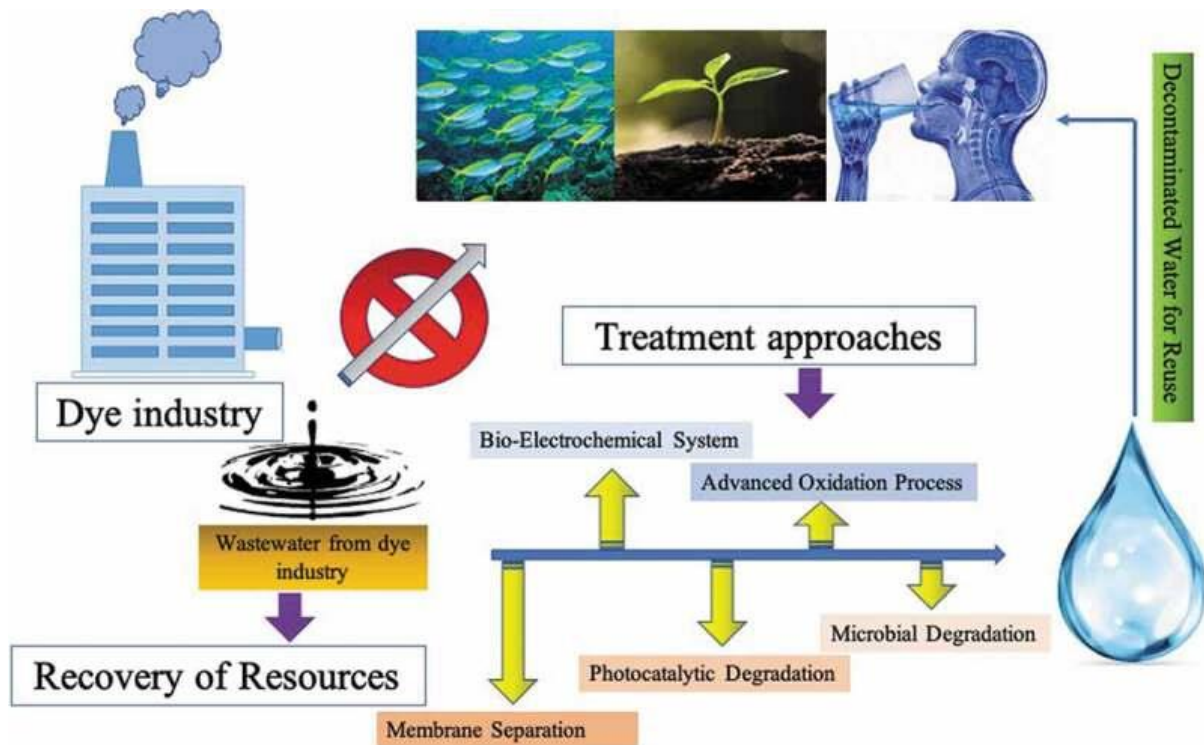 Decontaminated Water for Reuse
Dye industry
Treatment approaches
Bio-Electrochemical System
Advanced Oxidation Process
Wastewater from dye
industry
Microbial Degradation
Recovery of Resources
Photocatalytic Degradation
Membrane Separation